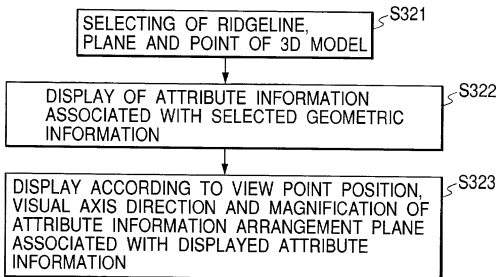 SELECTING OF RIDGELINE,
PLANE AND POINT OF 3D MODEL
S321
DISPLAY OF ATTRIBUTE INFORMATION
ASSOCIATED WITH SELECTED GEOMETRIC
INFORMATION
S322
DISPLAY ACCORDING TO VIEW POINT POSITION,
VISUAL AXIS DIRECTION AND MAGNIFICATION OF
ATTRIBUTE INFORMATION ARRANGEMENT PLANE
ASSOCIATED WITH DISPLAYED ATTRIBUTE
INFORMATION
S323